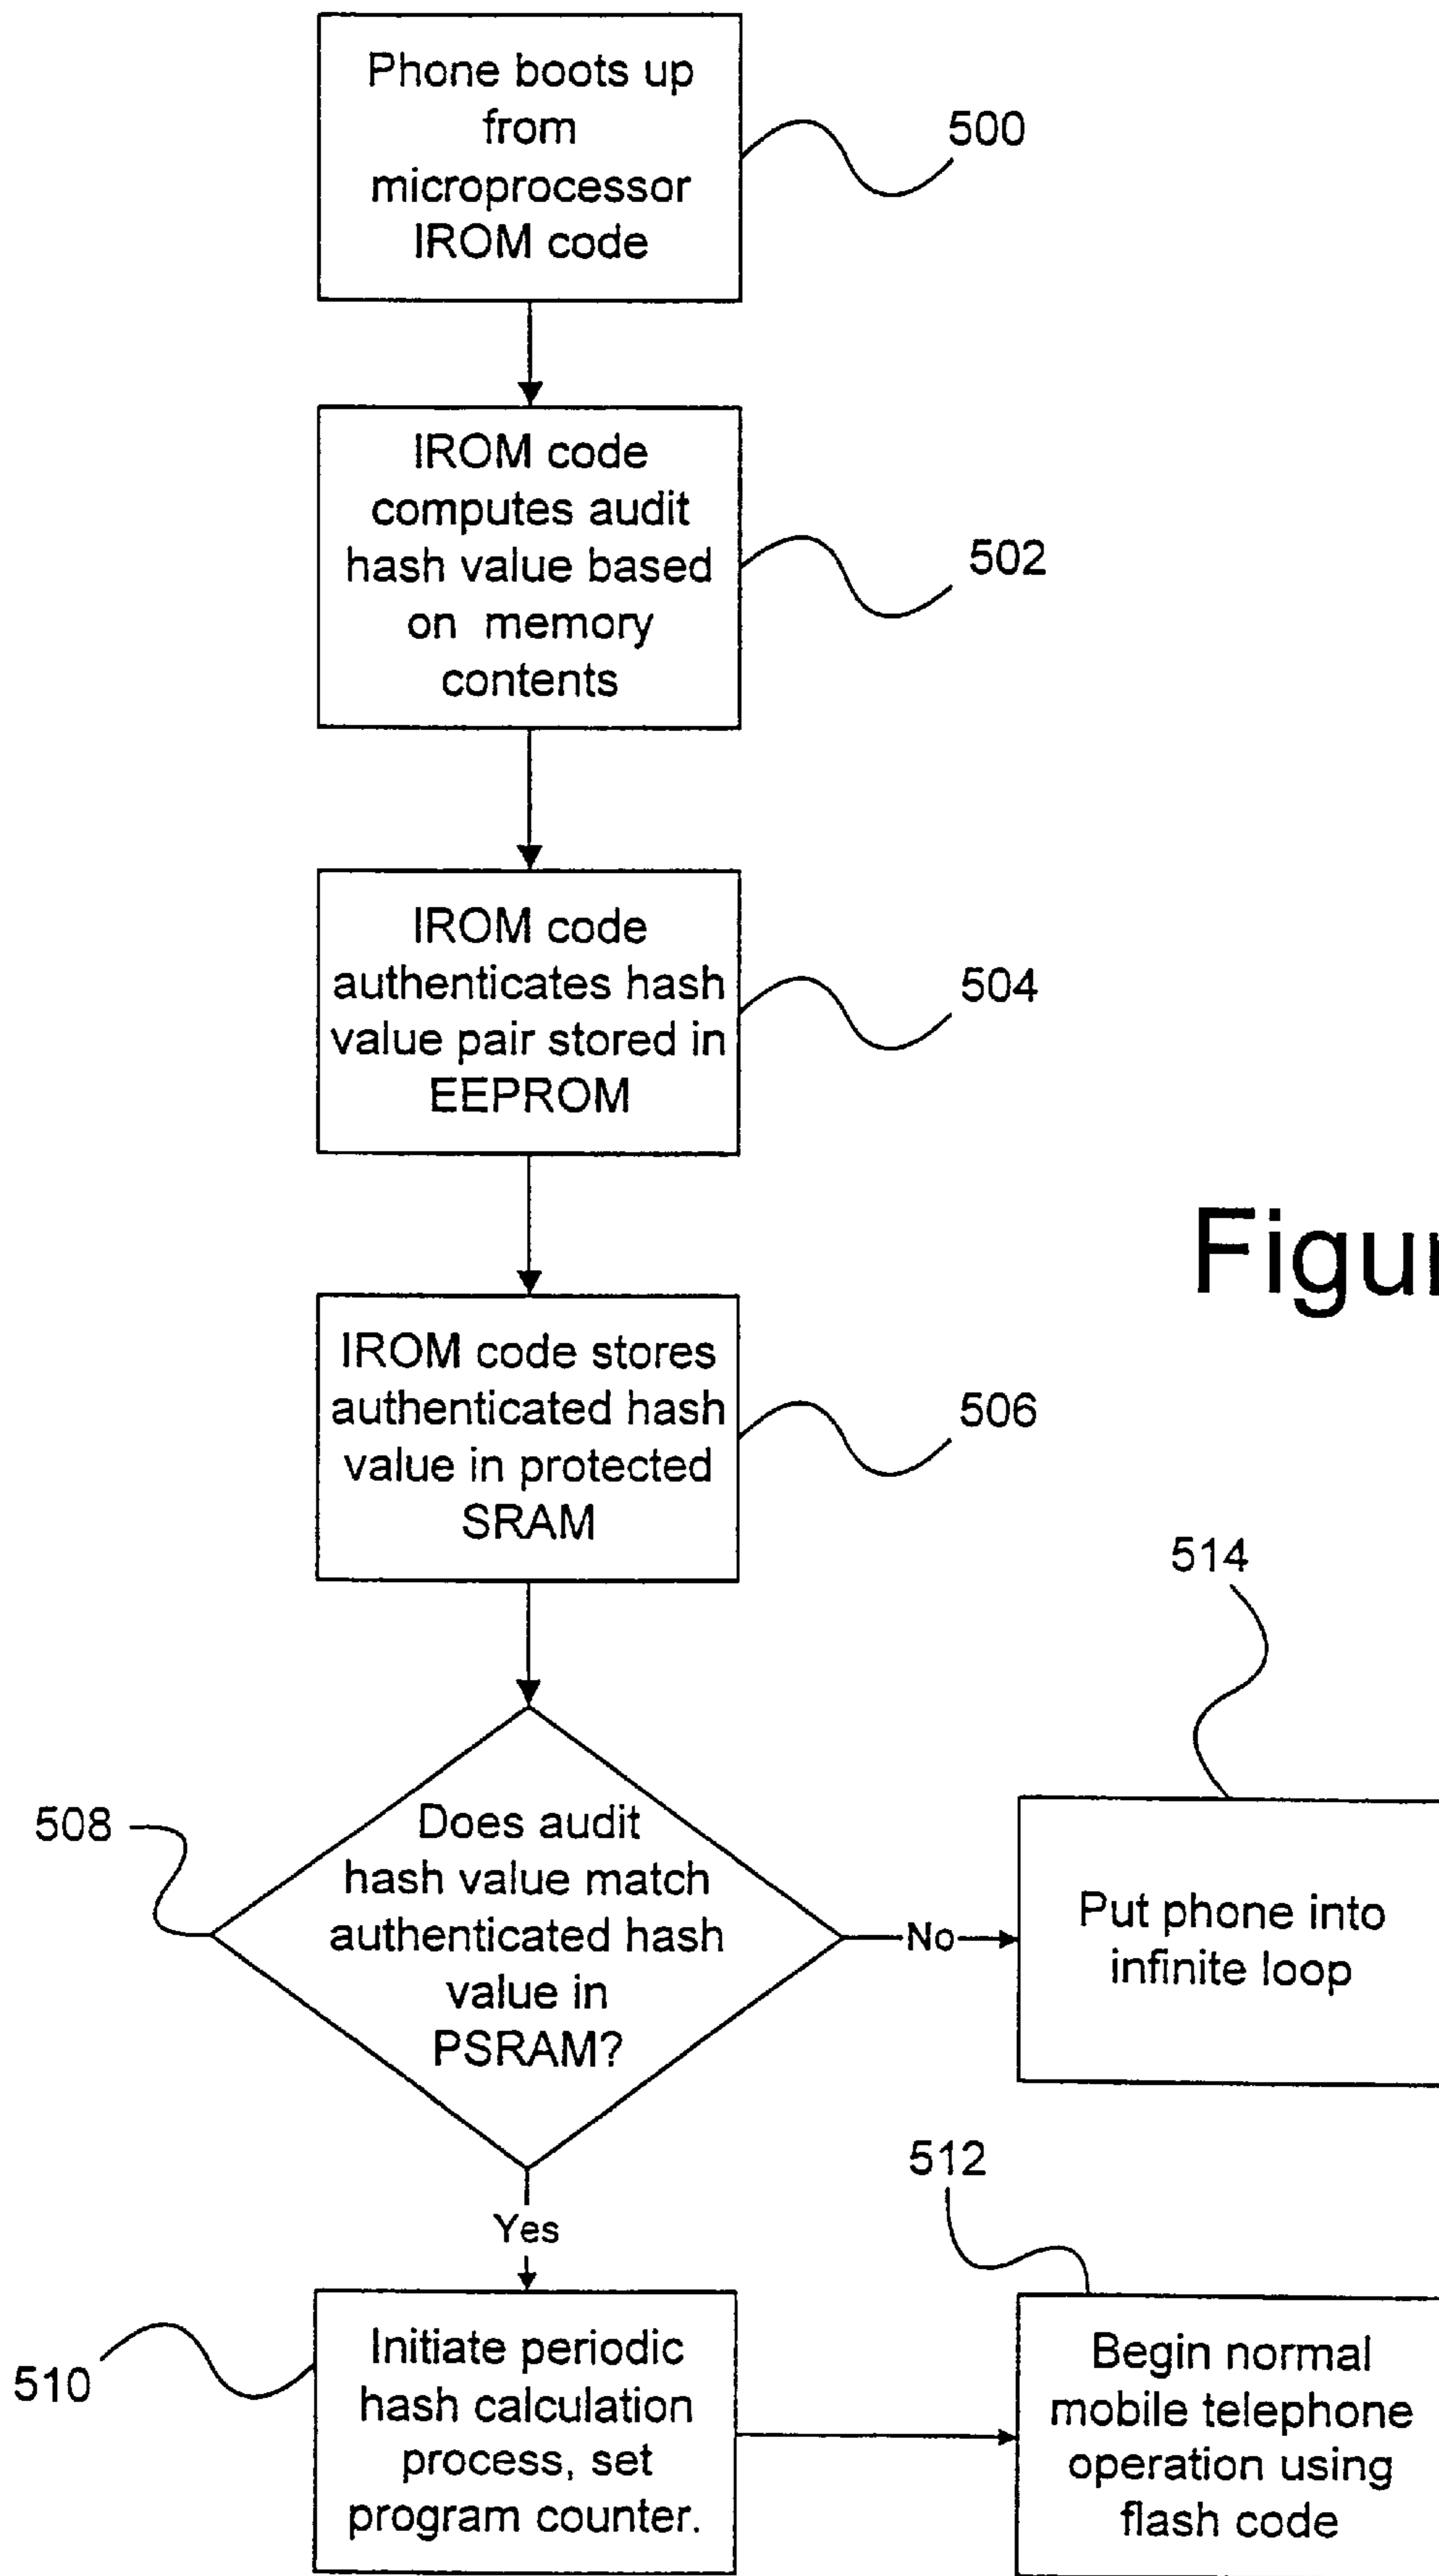 Phone boots up
from
microprocessor
IROM code
500
IROM code
computes audit
hash value based
on memory
contents
502
IROM code
authenticates hash
value pair stored in
EEPROM
504
IROM code stores
authenticated hash
value in protected
SRAM
506
508
Does audit
hash value match
authenticated hash
value in
PSRAM?
No
514
Put phone into
infinite loop
Yes
510
Initiate periodic
hash calculation
process, set
program counter.
512
Begin normal
mobile telephone
operation using
flash code